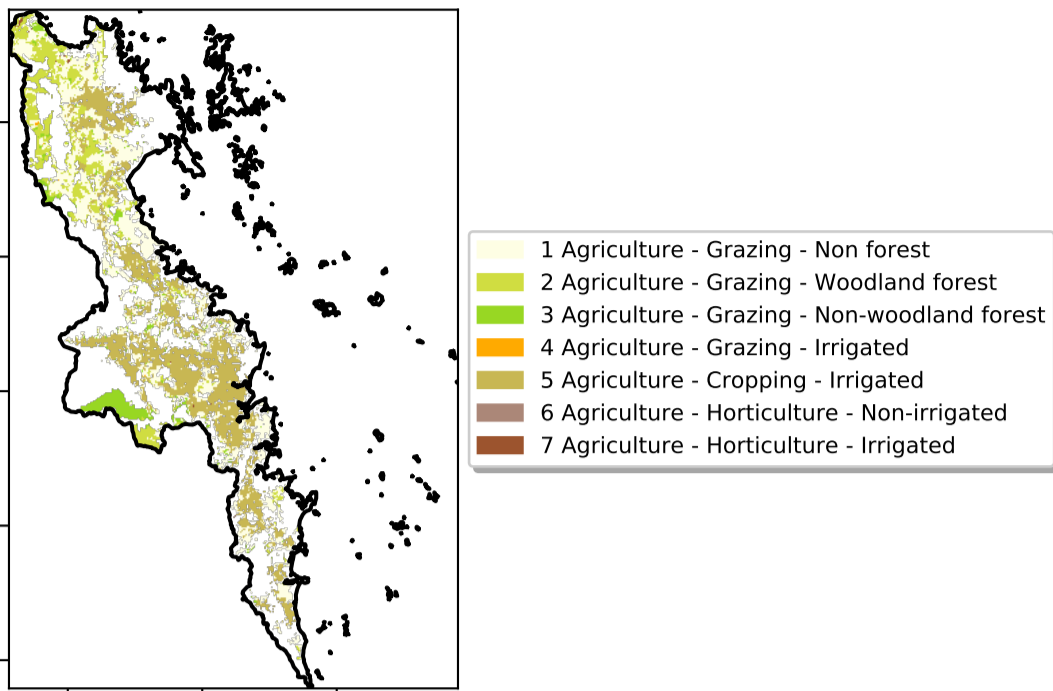 1 Agriculture - Grazing - Non forest
2 Agriculture - Grazing - Woodland forest
3 Agriculture - Grazing - Non-woodland forest
4 Agriculture - Grazing - Irrigated
5 Agriculture - Cropping - Irrigated
6 Agriculture - Horticulture - Non-irrigated
7 Agriculture - Horticulture - Irrigated